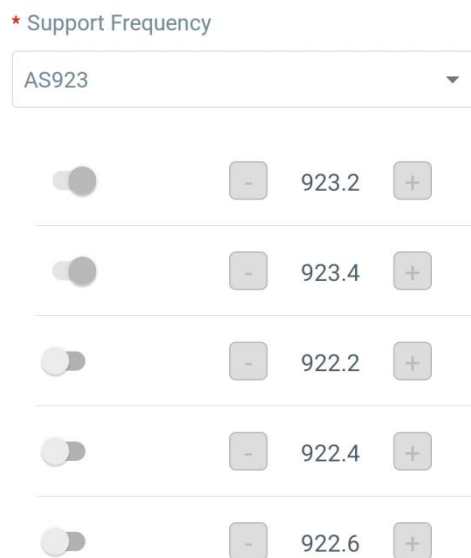 * Support Frequency
AS923
- 923.2 +
- 923.4 +
- 922.2 +
- 922.4 +
- 922.6 +